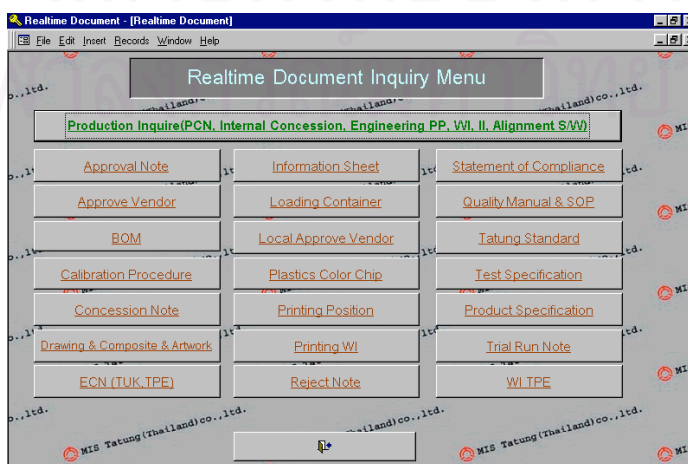 Realtime Document - [Realtime Document]
File Edit Insert Records Window Help
Realtime Document Inquiry Menu
Production Inquire(PCN, Internal Concession, Engineering PP, WI, II, Alignment S/W)
Approval Note Information Sheet Statement of Compliance
Approve Vendor Loading Container Quality Manual & SOP
BOM Local Approve Vendor Tatung Standard
Calibration Procedure Plastics Color Chip Test Specification
Concession Note Printing Position Product Specification
Drawing & Composite & Artwork Printing WI Trial Run Note
ECN (TUK,TPE) Reject Note WI TPE
MIS Tatung(Thailand)co.,ltd.
MIS Tatung(Thailand)co.,ltd.